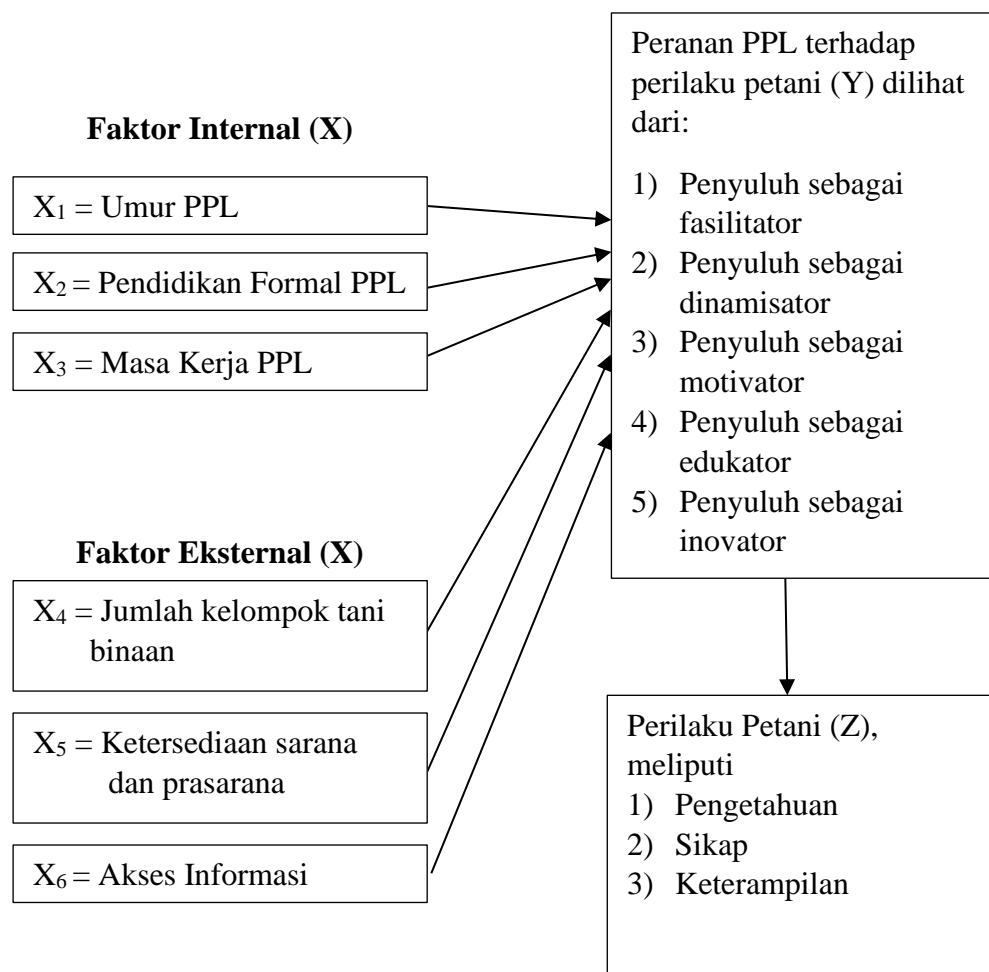 Faktor Internal (X)
X₁ = Umur PPL
X₂ = Pendidikan Formal PPL
X₃ = Masa Kerja PPL
Faktor Eksternal (X)
X₄ = Jumlah kelompok tani
binaan
X₅ = Ketersediaan sarana
dan prasarana
X₆ = Akses Informasi
Peranan PPL terhadap
perilaku petani (Y) dilihat
dari:
1) Penyuluh sebagai
fasilitator
2) Penyuluh sebagai
dinamisator
3) Penyuluh sebagai
motivator
4) Penyuluh sebagai
edukator
5) Penyuluh sebagai
inovator
Perilaku Petani (Z),
meliputi
1) Pengetahuan
2) Sikap
3) Keterampilan